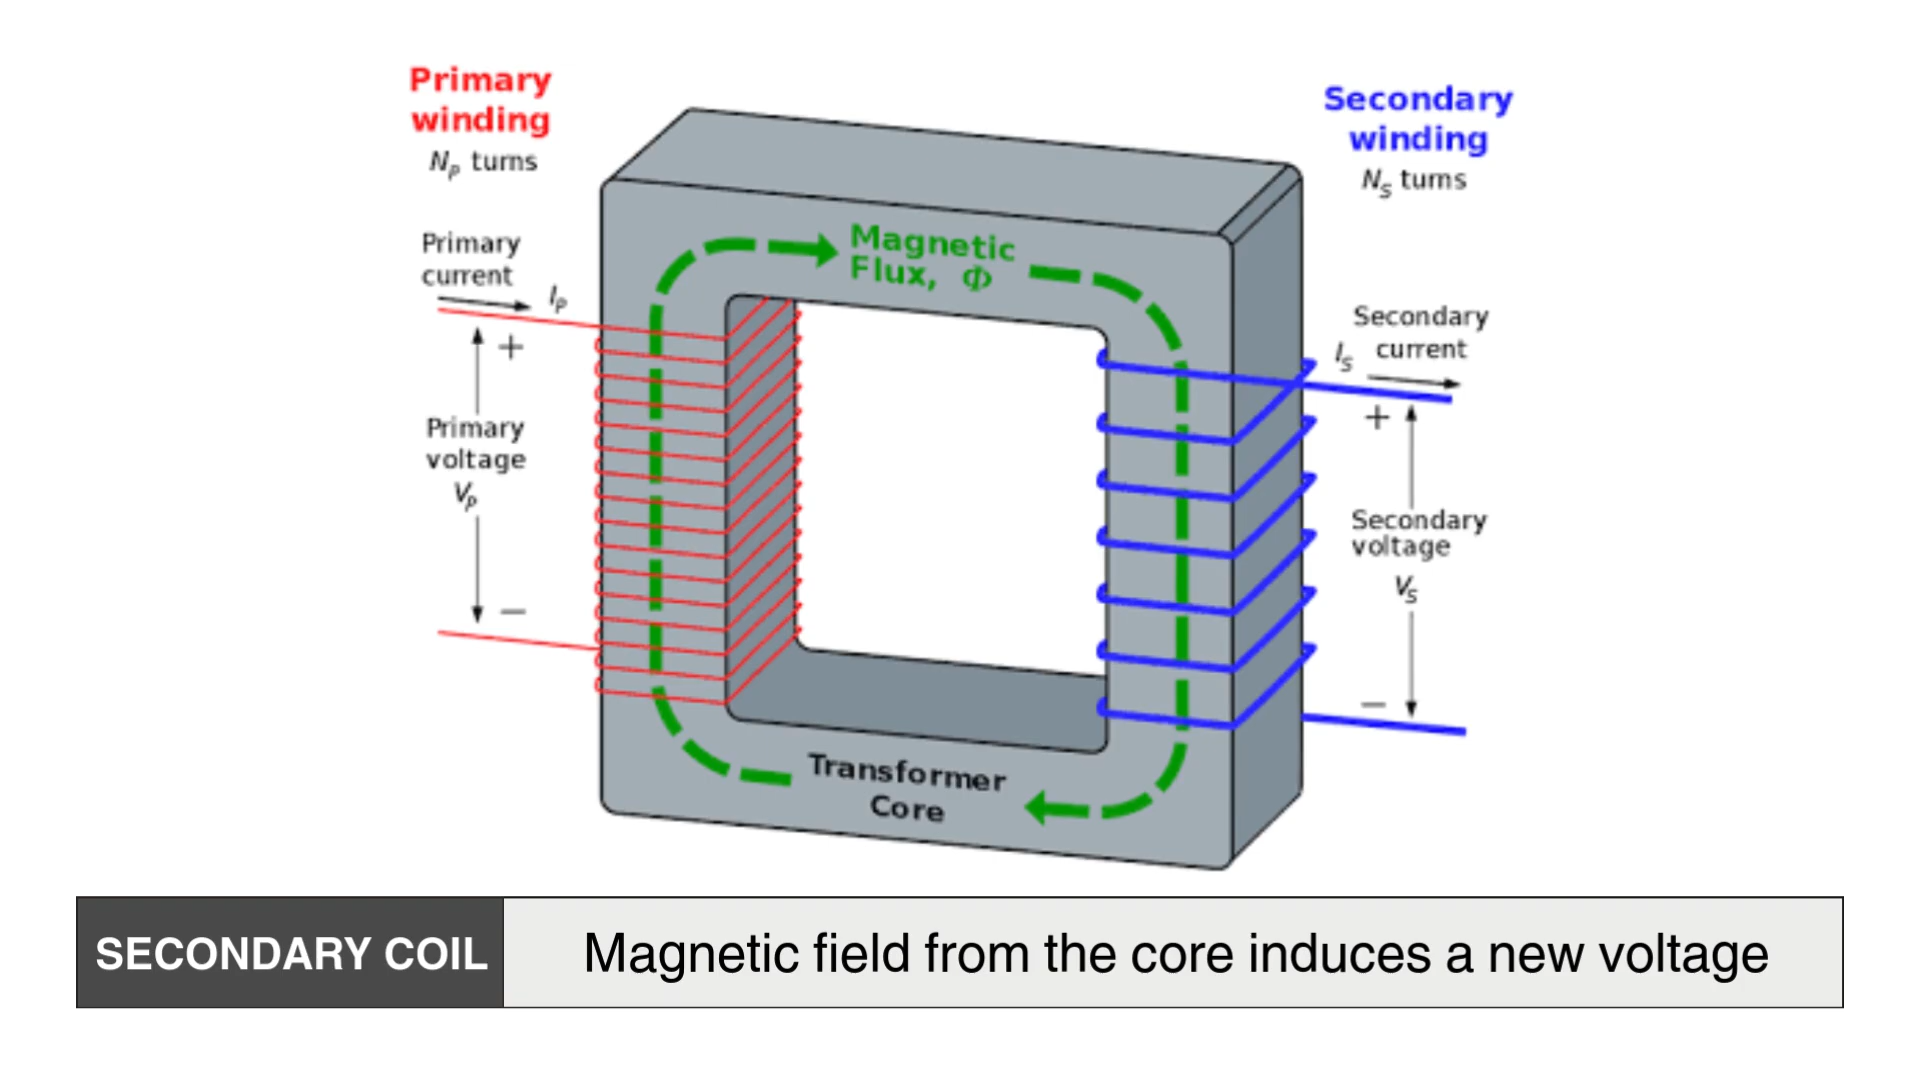 Primary
winding
Nₚ turns
Primary
current
Iₚ
+
Primary
voltage
Vₚ
−
Magnetic
Flux, Φ
Transformer
Core
Secondary
winding
Nₛ turns
Secondary
current
Iₛ
+
Secondary
voltage
Vₛ
−
SECONDARY COIL
Magnetic field from the core induces a new voltage